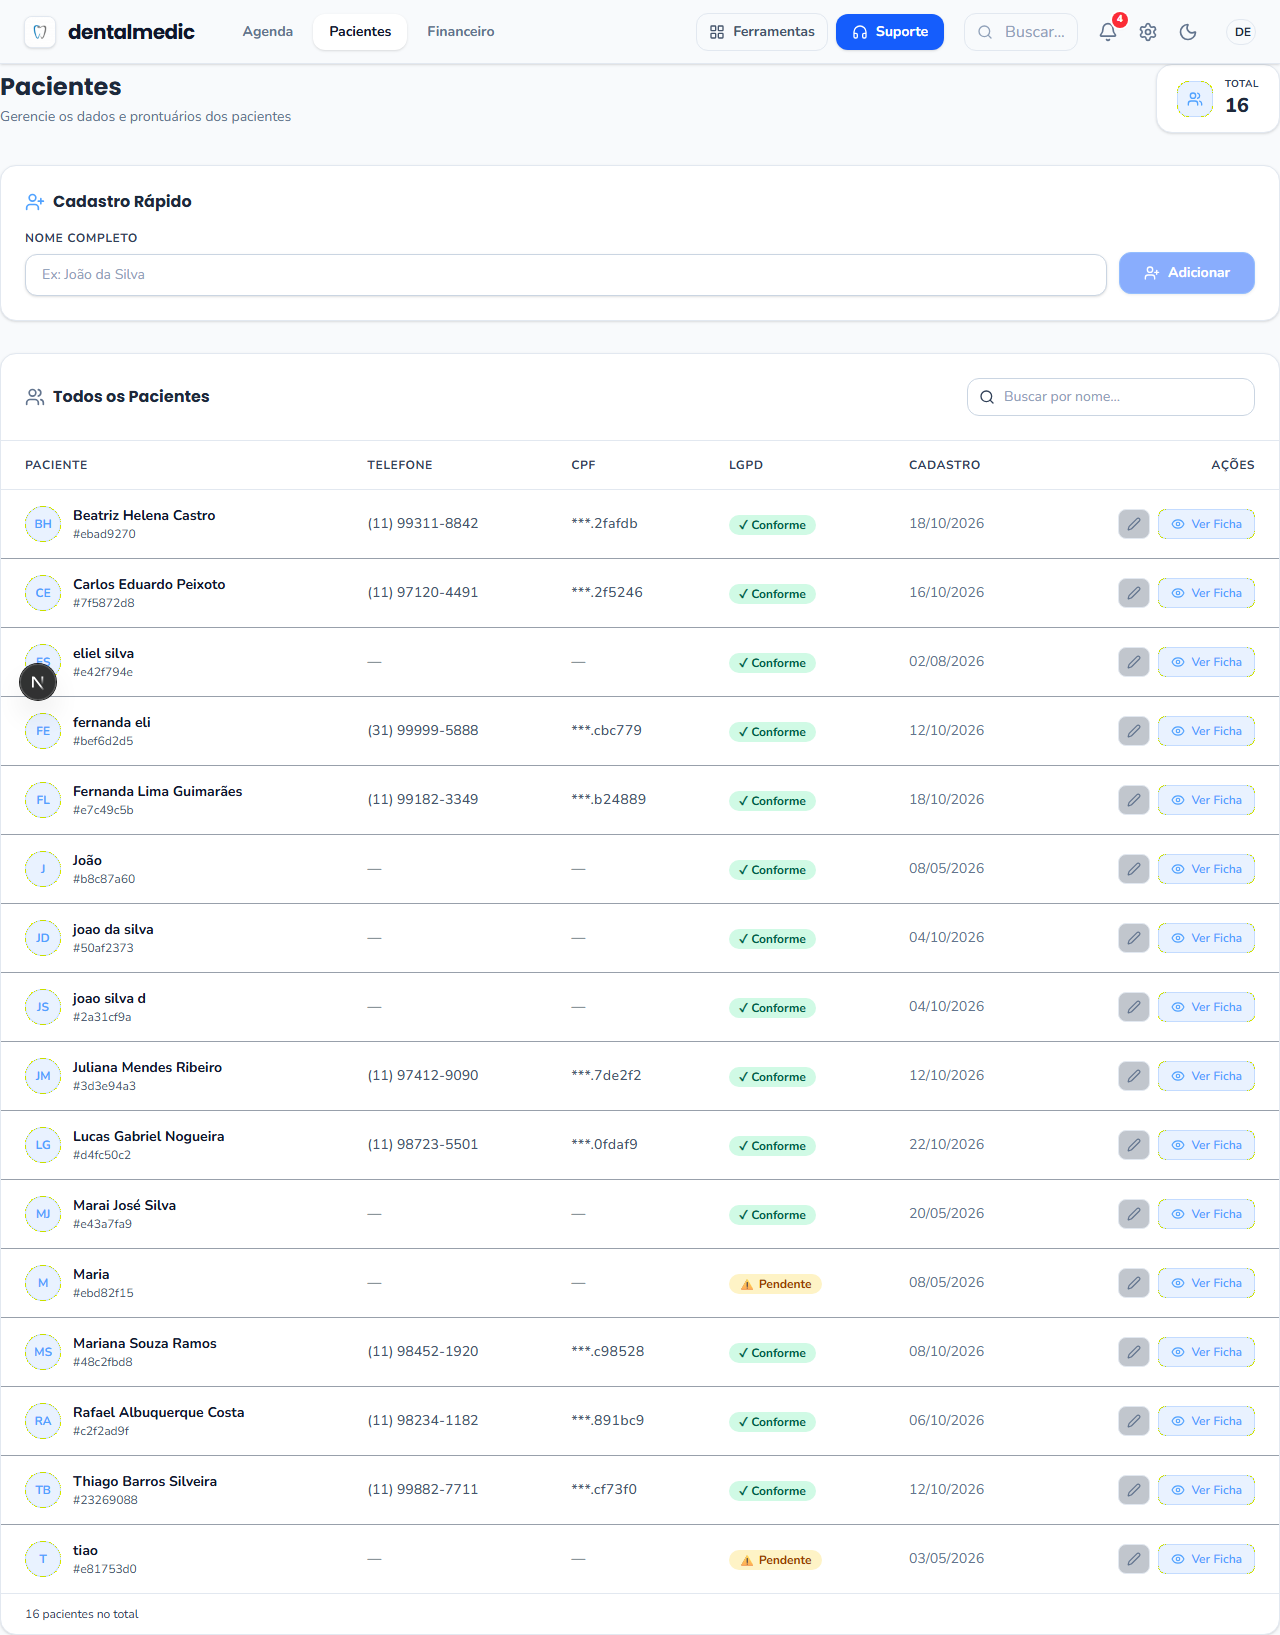 dentalmedic Agenda Pacientes Financeiro Ferramentas Suporte Buscar... 4 DE
Pacientes
Gerencie os dados e prontuários dos pacientes
TOTAL
16
Cadastro Rápido
NOME COMPLETO
Ex: João da Silva
Adicionar
Todos os Pacientes
Buscar por nome...
PACIENTE TELEFONE CPF LGPD CADASTRO AÇÕES
BH Beatriz Helena Castro (11) 99311-8842 ***.2fafdb ✓ Conforme 18/10/2026 Ver Ficha
#ebad9270
CE Carlos Eduardo Peixoto (11) 97120-4491 ***.2f5246 ✓ Conforme 16/10/2026 Ver Ficha
#7f5872d8
ES eliel silva — — ✓ Conforme 02/08/2026 Ver Ficha
#e42f794e
N
FE fernanda eli (31) 99999-5888 ***.cbc779 ✓ Conforme 12/10/2026 Ver Ficha
#bef6d2d5
FL Fernanda Lima Guimarães (11) 99182-3349 ***.b24889 ✓ Conforme 18/10/2026 Ver Ficha
#e7c49c5b
J João — — ✓ Conforme 08/05/2026 Ver Ficha
#b8c87a60
JD joao da silva — — ✓ Conforme 04/10/2026 Ver Ficha
#50af2373
JS joao silva d — — ✓ Conforme 04/10/2026 Ver Ficha
#2a31cf9a
JM Juliana Mendes Ribeiro (11) 97412-9090 ***.7de2f2 ✓ Conforme 12/10/2026 Ver Ficha
#3d3e94a3
LG Lucas Gabriel Nogueira (11) 98723-5501 ***.0fdaf9 ✓ Conforme 22/10/2026 Ver Ficha
#d4fc50c2
MJ Marai José Silva — — ✓ Conforme 20/05/2026 Ver Ficha
#e43a7fa9
M Maria — — ⚠ Pendente 08/05/2026 Ver Ficha
#ebd82f15
MS Mariana Souza Ramos (11) 98452-1920 ***.c98528 ✓ Conforme 08/10/2026 Ver Ficha
#48c2fbd8
RA Rafael Albuquerque Costa (11) 98234-1182 ***.891bc9 ✓ Conforme 06/10/2026 Ver Ficha
#c2f2ad9f
TB Thiago Barros Silveira (11) 99882-7711 ***.cf73f0 ✓ Conforme 12/10/2026 Ver Ficha
#23269088
T tiao — — ⚠ Pendente 03/05/2026 Ver Ficha
#e81753d0
16 pacientes no total